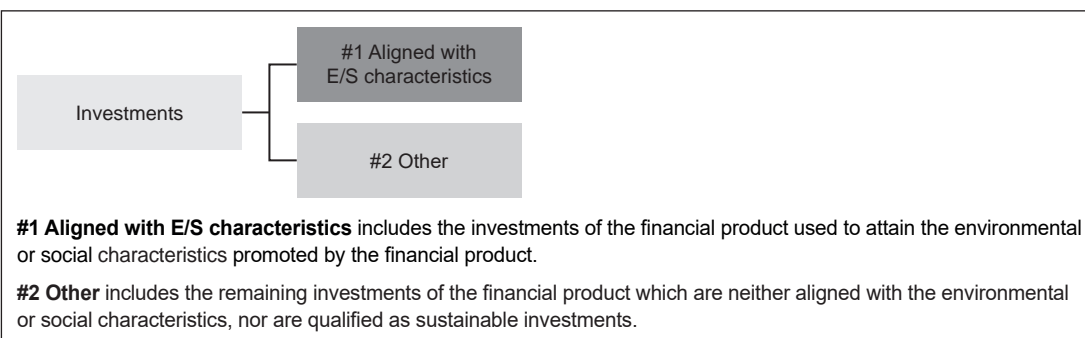 #1 Aligned with
E/S characteristics
Investments
#2 Other
#1 Aligned with E/S characteristics includes the investments of the financial product used to attain the environmental
or social characteristics promoted by the financial product.
#2 Other includes the remaining investments of the financial product which are neither aligned with the environmental
or social characteristics, nor are qualified as sustainable investments.